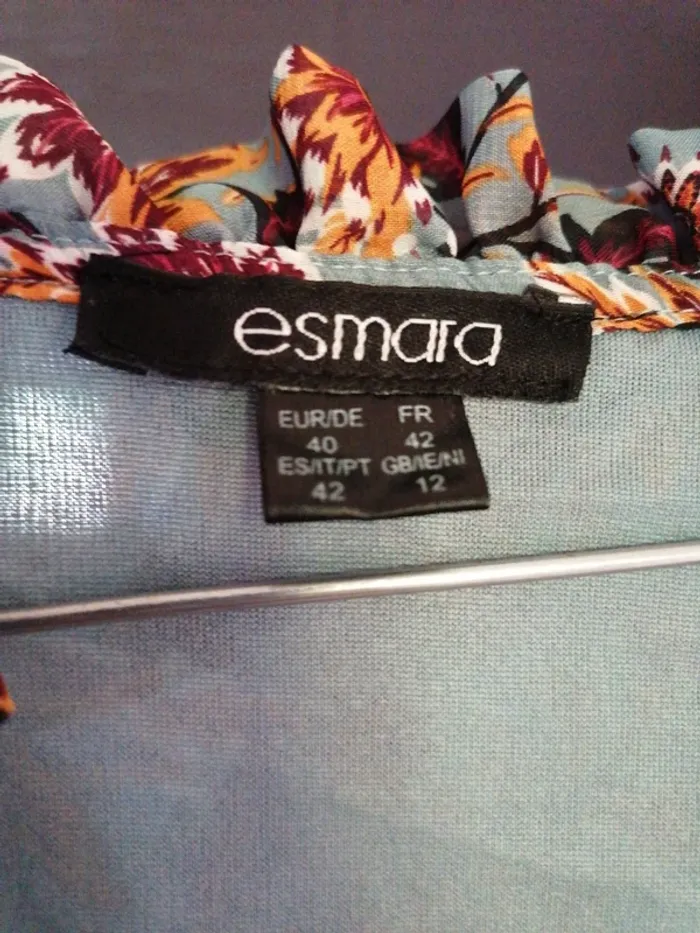 esmara
EUR/DE FR
40 42
ES/IT/PT GB/IE/NI
42 12